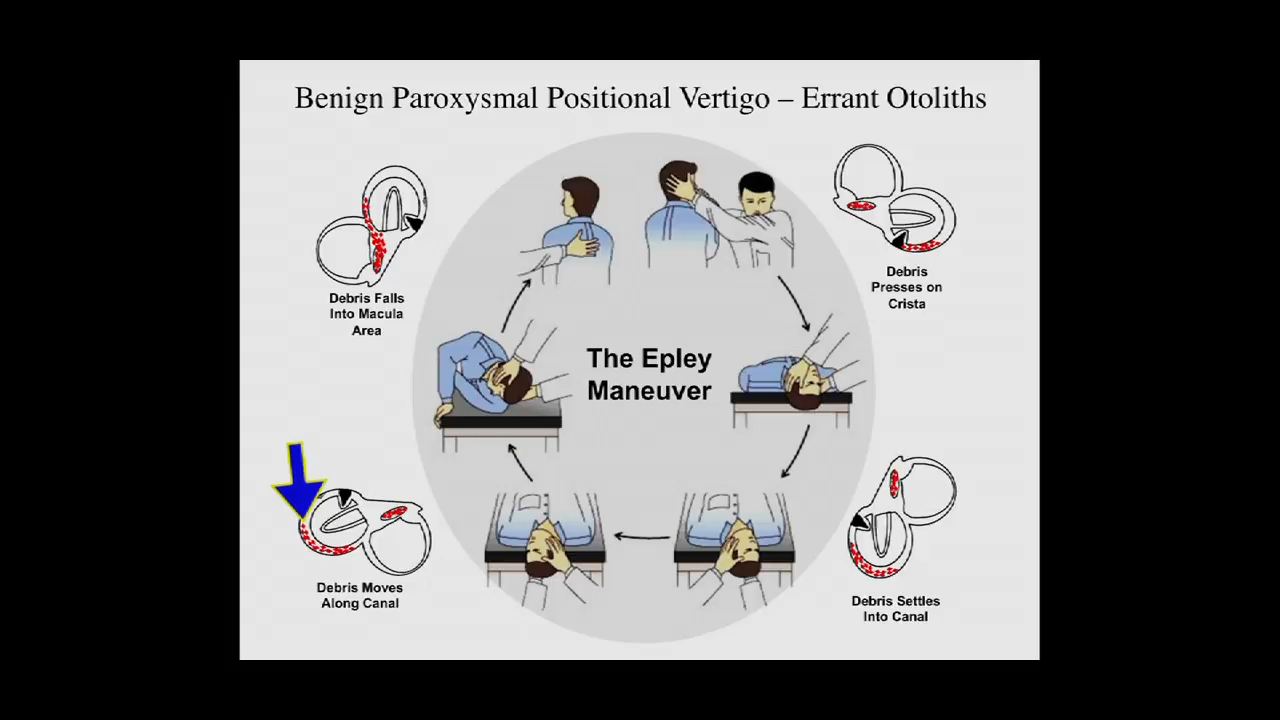 Benign Paroxysmal Positional Vertigo – Errant Otoliths
Debris Falls
Into Macula
Area
Debris
Presses on
Crista
The Epley
Maneuver
Debris Moves
Along Canal
Debris Settles
Into Canal